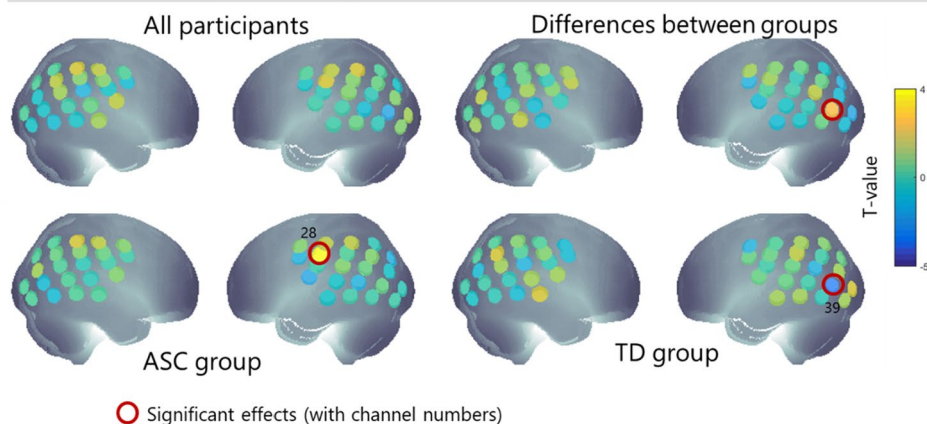 All participants
Differences between groups
4
0
-5
T-value
28
39
ASC group
TD group
Significant effects (with channel numbers)